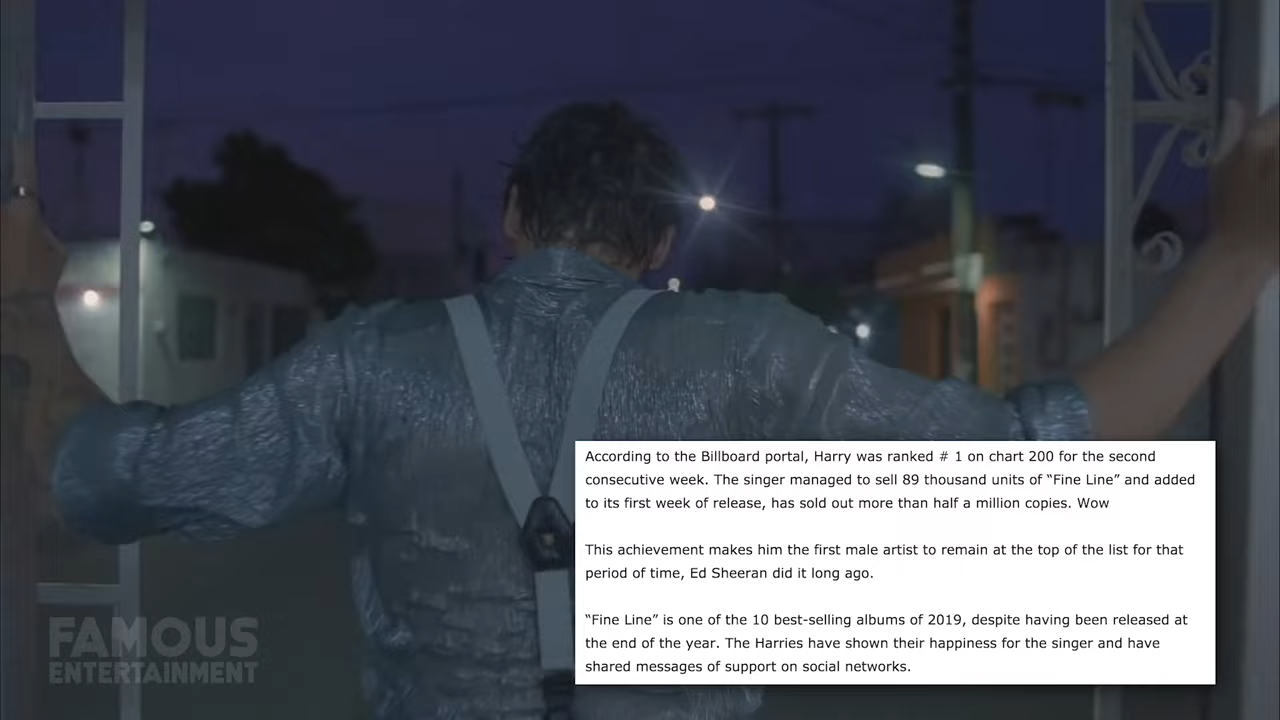 According to the Billboard portal, Harry was ranked # 1 on chart 200 for the second
consecutive week. The singer managed to sell 89 thousand units of “Fine Line” and added
to its first week of release, has sold out more than half a million copies. Wow
This achievement makes him the first male artist to remain at the top of the list for that
period of time, Ed Sheeran did it long ago.
“Fine Line” is one of the 10 best-selling albums of 2019, despite having been released at
the end of the year. The Harries have shown their happiness for the singer and have
shared messages of support on social networks.
FAMOUS
ENTERTAINMENT